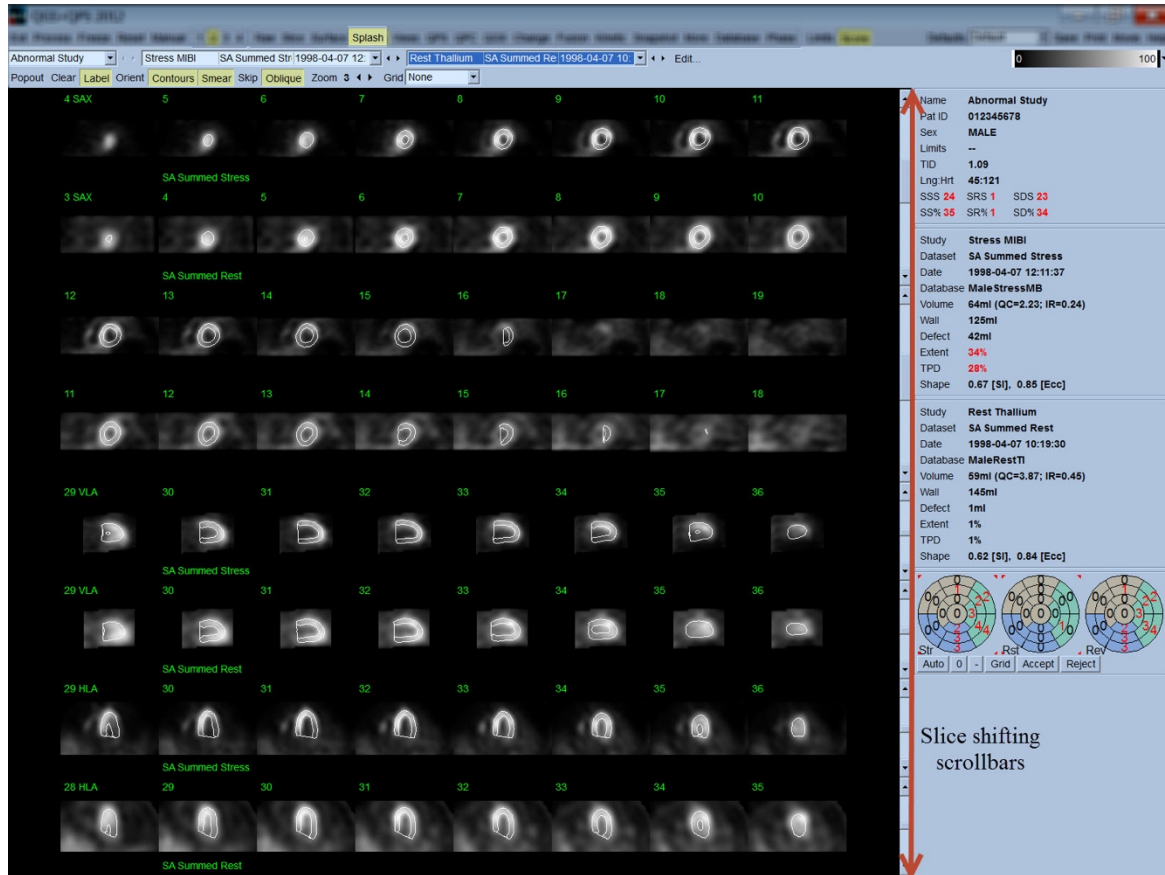 QGS+QPS 2012
Splash
Abnormal Study Stress MIBI SA Summed Str 1998-04-07 12: Rest Thallium SA Summed Re 1998-04-07 10: Edit...
0 100
Popout Clear Label Orient Contours Smear Skip Oblique Zoom 3 Grid None
4 SAX 5 6 7 8 9 10 11
SA Summed Stress
3 SAX 4 5 6 7 8 9 10
SA Summed Rest
12 13 14 15 16 17 18 19
11 12 13 14 15 16 17 18
29 VLA 30 31 32 33 34 35 36
SA Summed Stress
29 VLA 30 31 32 33 34 35 36
SA Summed Rest
29 HLA 30 31 32 33 34 35 36
SA Summed Stress
28 HLA 29 30 31 32 33 34 35
SA Summed Rest
Name Abnormal Study
Pat ID 012345678
Sex MALE
Limits --
TID 1.09
Lng:Hrt 45:121
SSS 24 SRS 1 SDS 23
SS% 35 SR% 1 SD% 34
Study Stress MIBI
Dataset SA Summed Stress
Date 1998-04-07 12:11:37
Database MaleStressMB
Volume 64ml (QC=2.23; IR=0.24)
Wall 125ml
Defect 42ml
Extent 34%
TPD 28%
Shape 0.67 [SI], 0.85 [Ecc]
Study Rest Thallium
Dataset SA Summed Rest
Date 1998-04-07 10:19:30
Database MaleRestTl
Volume 59ml (QC=3.87; IR=0.45)
Wall 145ml
Defect 1ml
Extent 1%
TPD 1%
Shape 0.62 [SI], 0.84 [Ecc]
Str Rst Rev
Auto 0 - Grid Accept Reject
Slice shifting
scrollbars